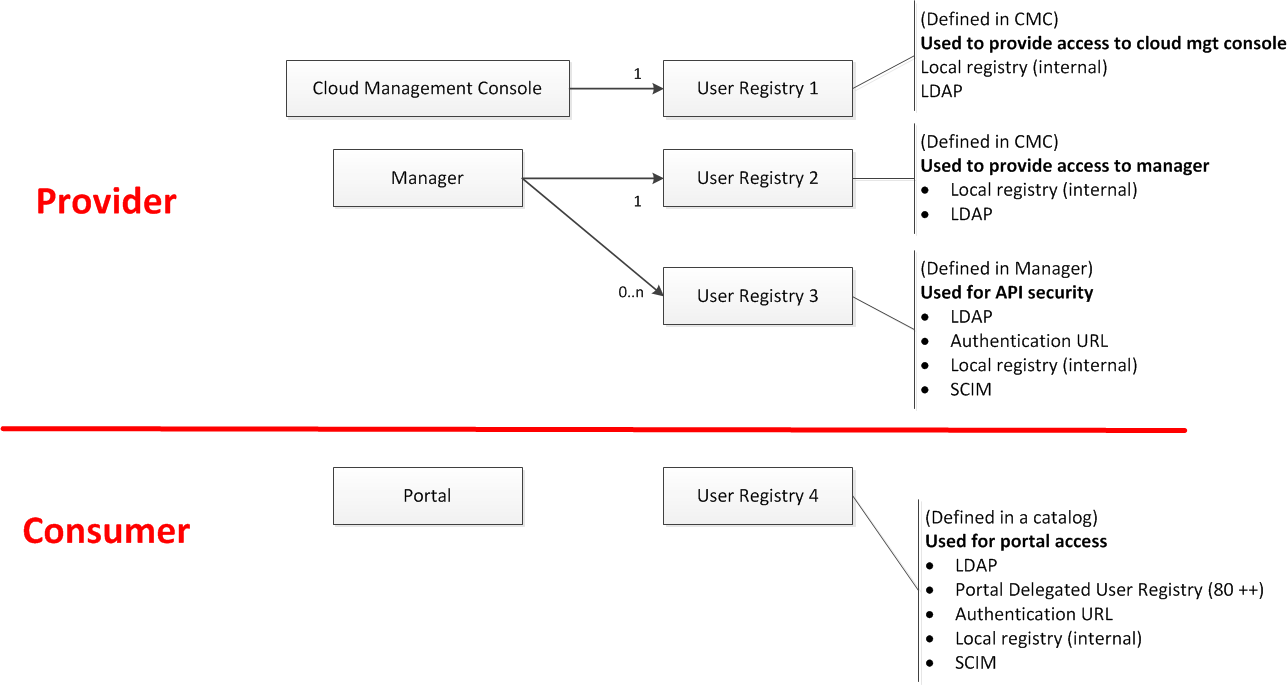 (Defined in CMC)
Used to provide access to cloud mgt console
Local registry (internal)
LDAP
Cloud Management Console
1
User Registry 1
(Defined in CMC)
Used to provide access to manager
• Local registry (internal)
• LDAP
Manager
1
User Registry 2
Provider
(Defined in Manager)
Used for API security
• LDAP
• Authentication URL
• Local registry (internal)
• SCIM
0..n
User Registry 3
Portal
User Registry 4
Consumer
(Defined in a catalog)
Used for portal access
• LDAP
• Portal Delegated User Registry (80 ++)
• Authentication URL
• Local registry (internal)
• SCIM